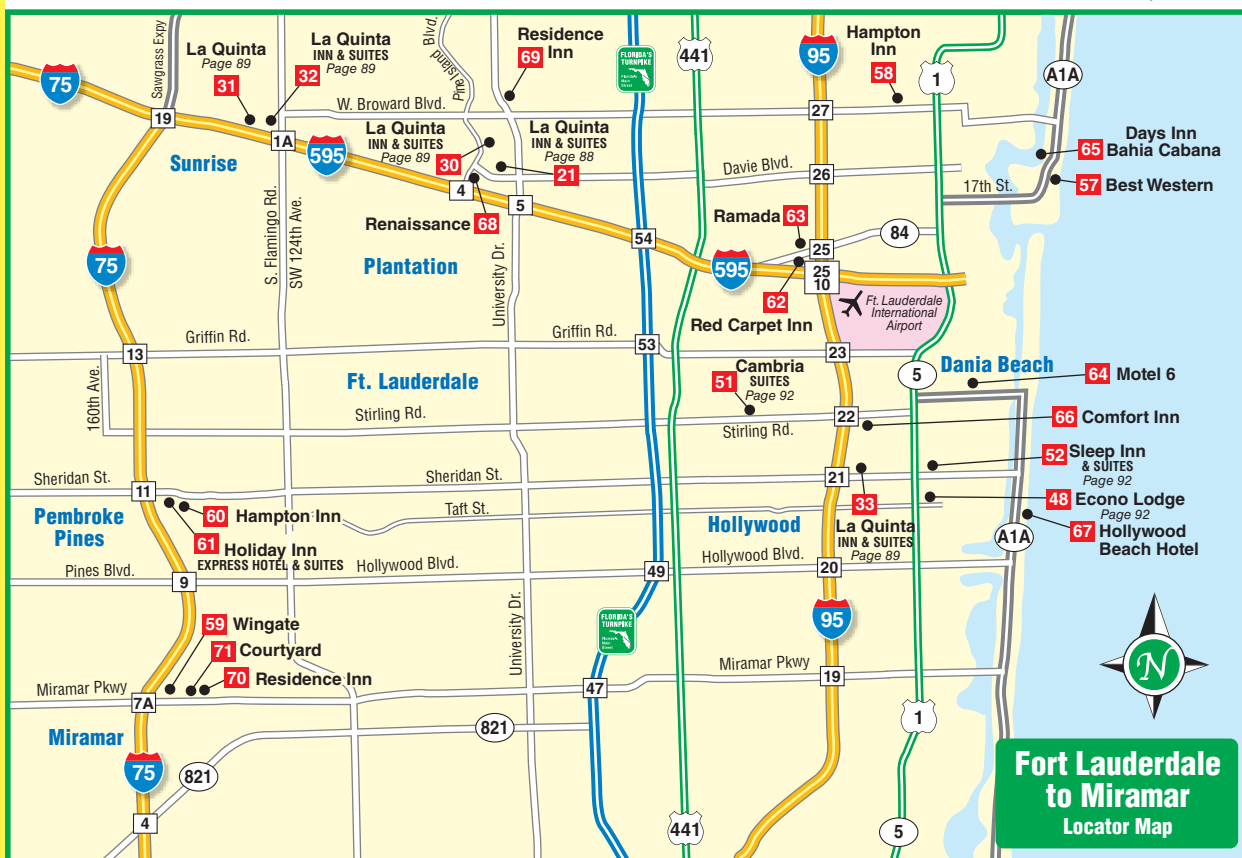 Sawgrass Expy
La Quinta
Page 89
31
La Quinta
INN & SUITES
Page 89
32
Pine Island Blvd.
Residence
Inn
69
FLORIDA'S
TURNPIKE
441
95
Hampton
Inn
58
1
A1A
75
19
W. Broward Blvd.
27
1A
595
Sunrise
La Quinta
INN & SUITES
Page 89
30
La Quinta
INN & SUITES
Page 88
21
Days Inn
65 Bahia Cabana
57 Best Western
Davie Blvd.
26
17th St.
4
5
Renaissance 68
S. Flamingo Rd.
SW 124th Ave.
Ramada 63
84
25
54
75
Plantation
University Dr.
595
25
10
62
Red Carpet Inn
Ft. Lauderdale
International
Airport
Griffin Rd.
Griffin Rd.
13
53
23
160th Ave.
Ft. Lauderdale
Cambria
SUITES
Page 92
51
5
Dania Beach
64 Motel 6
Stirling Rd.
Stirling Rd.
22
66 Comfort Inn
Sheridan St.
Sheridan St.
11
49
21
52 Sleep Inn
& SUITES
Page 92
33
La Quinta
INN & SUITES
Page 89
48 Econo Lodge
Page 92
67 Hollywood
Beach Hotel
Pembroke
Pines
60 Hampton Inn
Taft St.
Hollywood
A1A
61 Holiday Inn
EXPRESS HOTEL & SUITES
Pines Blvd.
Hollywood Blvd.
Hollywood Blvd.
9
20
59 Wingate
71 Courtyard
70 Residence Inn
University Dr.
FLORIDA'S
TURNPIKE
95
N
Miramar Pkwy
Miramar Pkwy
7A
47
19
Miramar
821
1
75
821
4
441
5
Fort Lauderdale
to Miramar
Locator Map